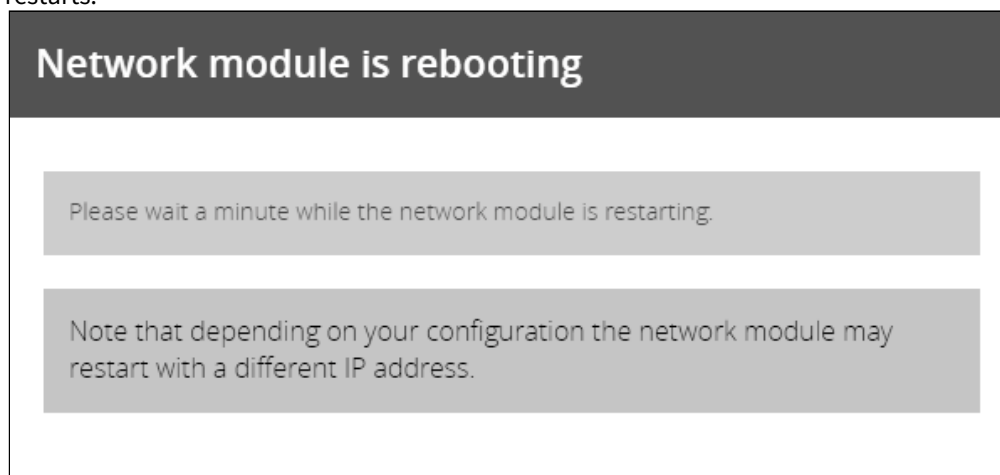 restarts.
Network module is rebooting
Please wait a minute while the network module is restarting.
Note that depending on your configuration the network module may
restart with a different IP address.